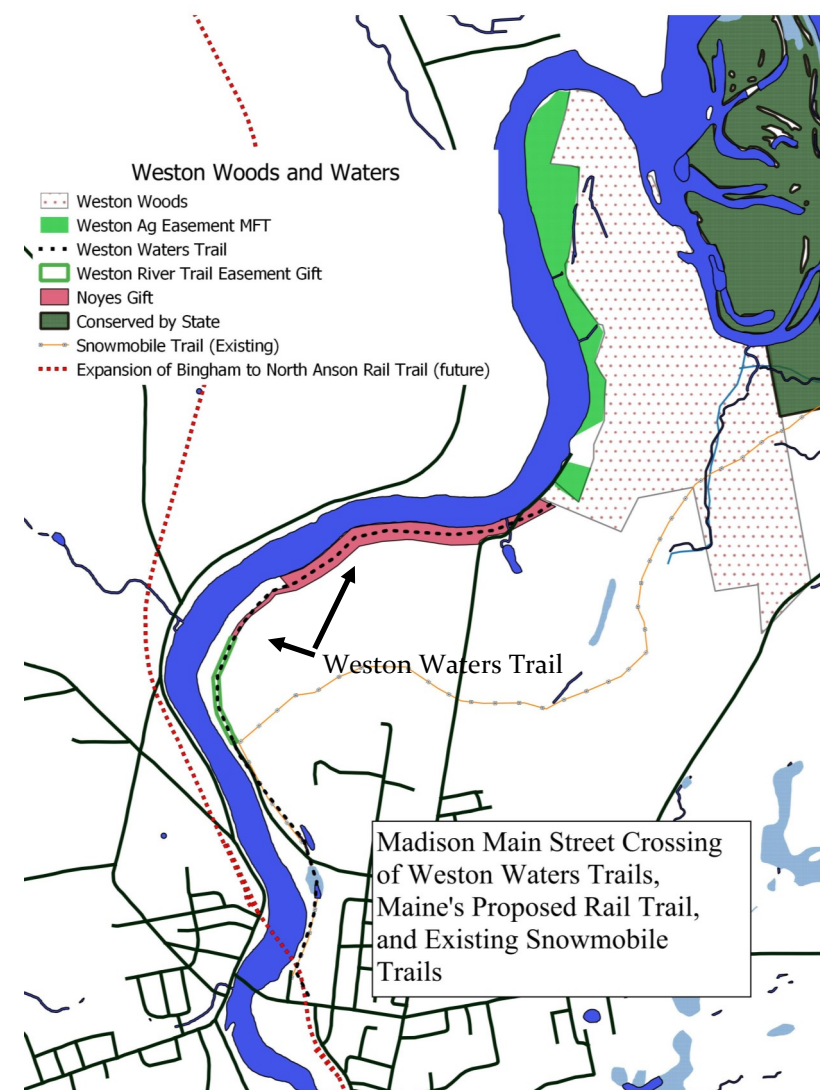 Weston Woods and Waters
Weston Woods
Weston Ag Easement MFT
Weston Waters Trail
Weston River Trail Easement Gift
Noyes Gift
Conserved by State
Snowmobile Trail (Existing)
Expansion of Bingham to North Anson Rail Trail (future)
Weston Waters Trail
Madison Main Street Crossing
of Weston Waters Trails,
Maine's Proposed Rail Trail,
and Existing Snowmobile
Trails